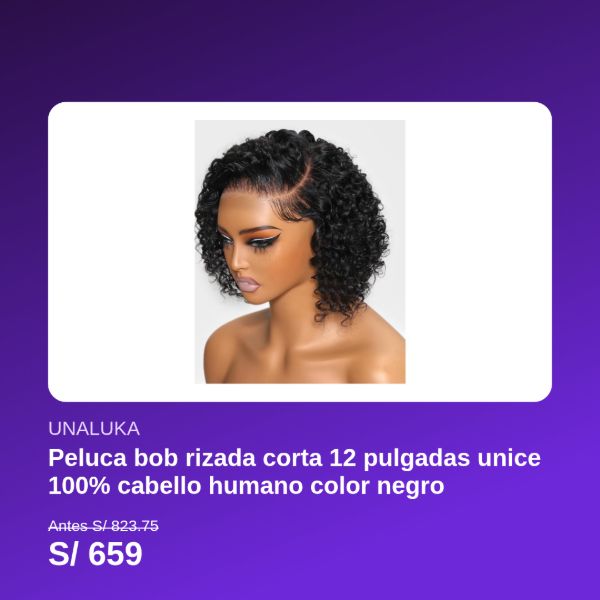 UNALUKA
Peluca bob rizada corta 12 pulgadas unice
100% cabello humano color negro
Antes S/ 823.75
S/ 659